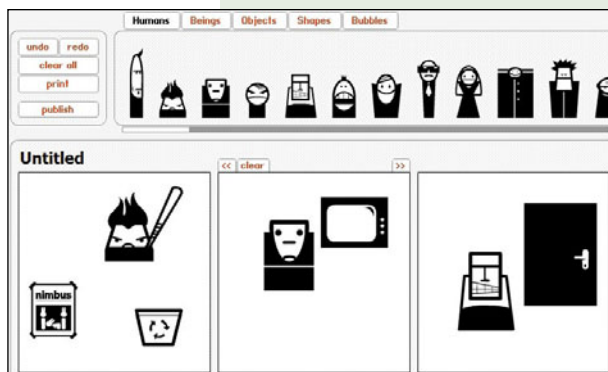 Humans Beings Objects Shapes Bubbles
undo redo
clear all
print
publish
Untitled
<< clear >>
nimbus